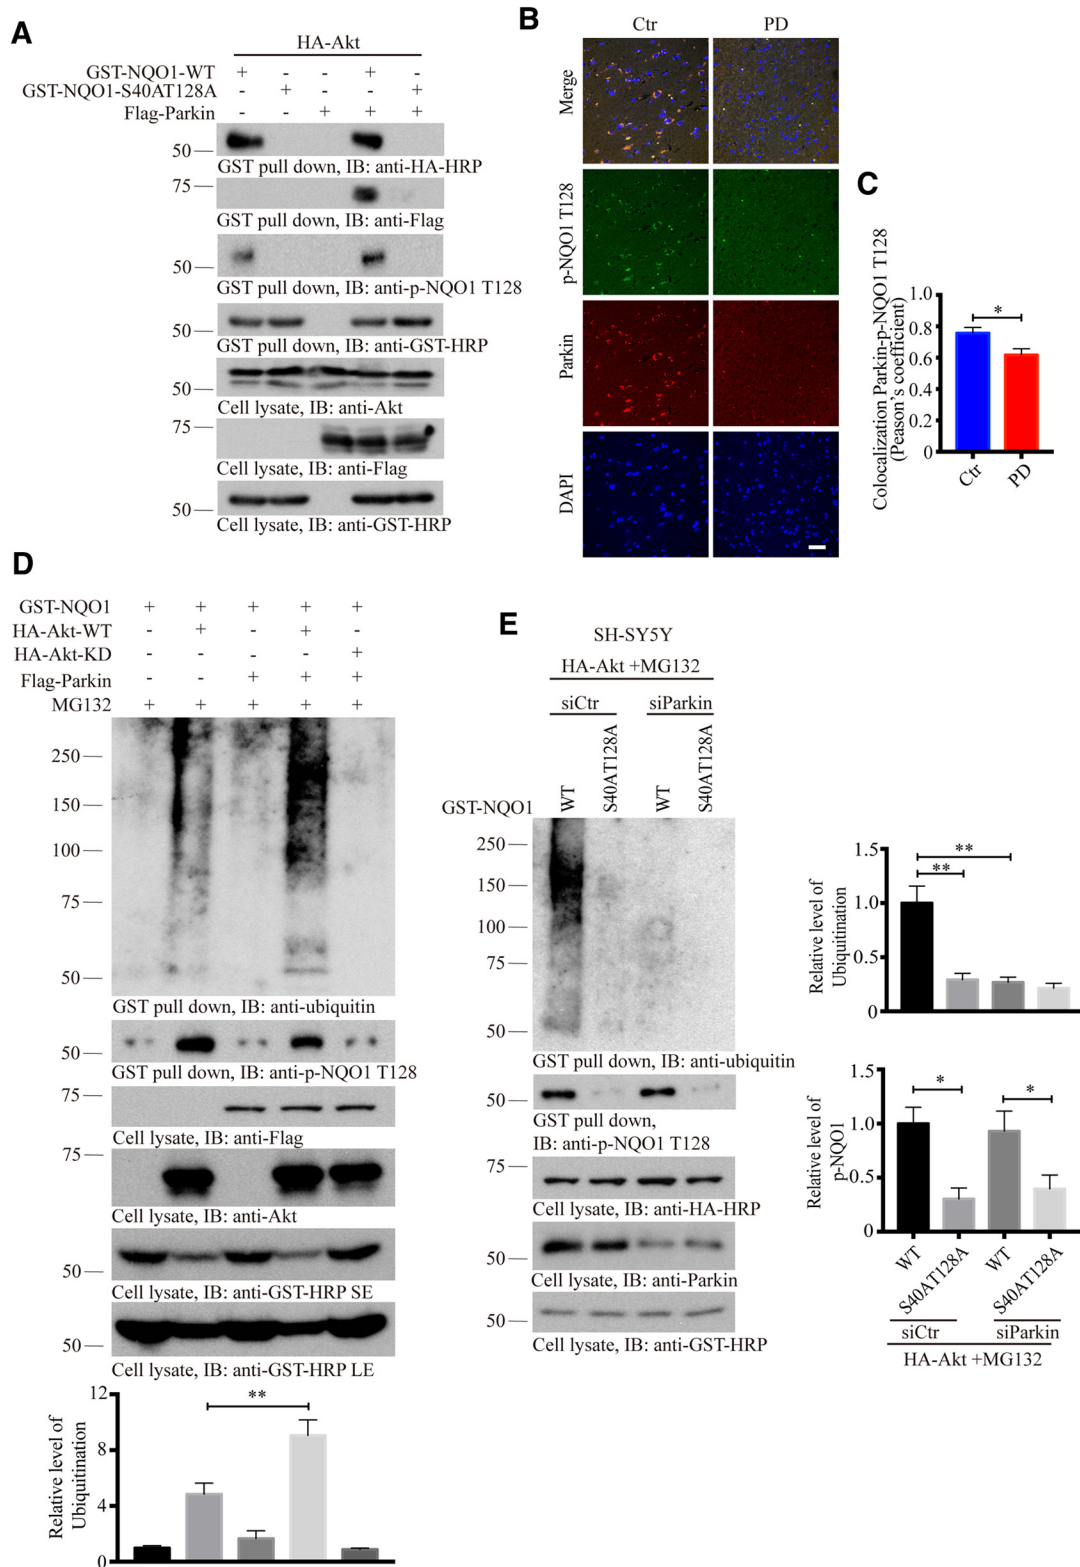 A
HA-Akt
GST-NQO1-WT + - - + -
GST-NQO1-S40AT128A - + - - +
Flag-Parkin - - + + +
50
GST pull down, IB: anti-HA-HRP
75
GST pull down, IB: anti-Flag
50
GST pull down, IB: anti-p-NQO1 T128
50
GST pull down, IB: anti-GST-HRP
50
Cell lysate, IB: anti-Akt
75
Cell lysate, IB: anti-Flag
50
Cell lysate, IB: anti-GST-HRP
B
Ctr PD
Merge
p-NQO1 T128
Parkin
DAPI
C
Colocalization Parkin-p-NQO1 T128
(Peason's coefficient)
1.0
0.8
0.6
0.4
0.2
0
*
Ctr PD
D
GST-NQO1 + + + + +
HA-Akt-WT - + - + -
HA-Akt-KD - - - - +
Flag-Parkin - - + + +
MG132 + + + + +
250
150
100
75
50
GST pull down, IB: anti-ubiquitin
50
GST pull down, IB: anti-p-NQO1 T128
75
Cell lysate, IB: anti-Flag
75
Cell lysate, IB: anti-Akt
50
Cell lysate, IB: anti-GST-HRP SE
50
Cell lysate, IB: anti-GST-HRP LE
Relative level of
Ubiquitination
12
8
4
0
**
E
SH-SY5Y
HA-Akt +MG132
siCtr siParkin
GST-NQO1 WT S40AT128A WT S40AT128A
250
150
100
75
50
GST pull down, IB: anti-ubiquitin
50
GST pull down,
IB: anti-p-NQO1 T128
75
Cell lysate, IB: anti-HA-HRP
50
Cell lysate, IB: anti-Parkin
50
Cell lysate, IB: anti-GST-HRP
Relative level of
Ubiquitination
1.5
1.0
0.5
0
**
**
Relative level of
p-NQO1
1.5
1.0
0.5
0
* *
WT S40AT128A WT S40AT128A
siCtr siParkin
HA-Akt +MG132